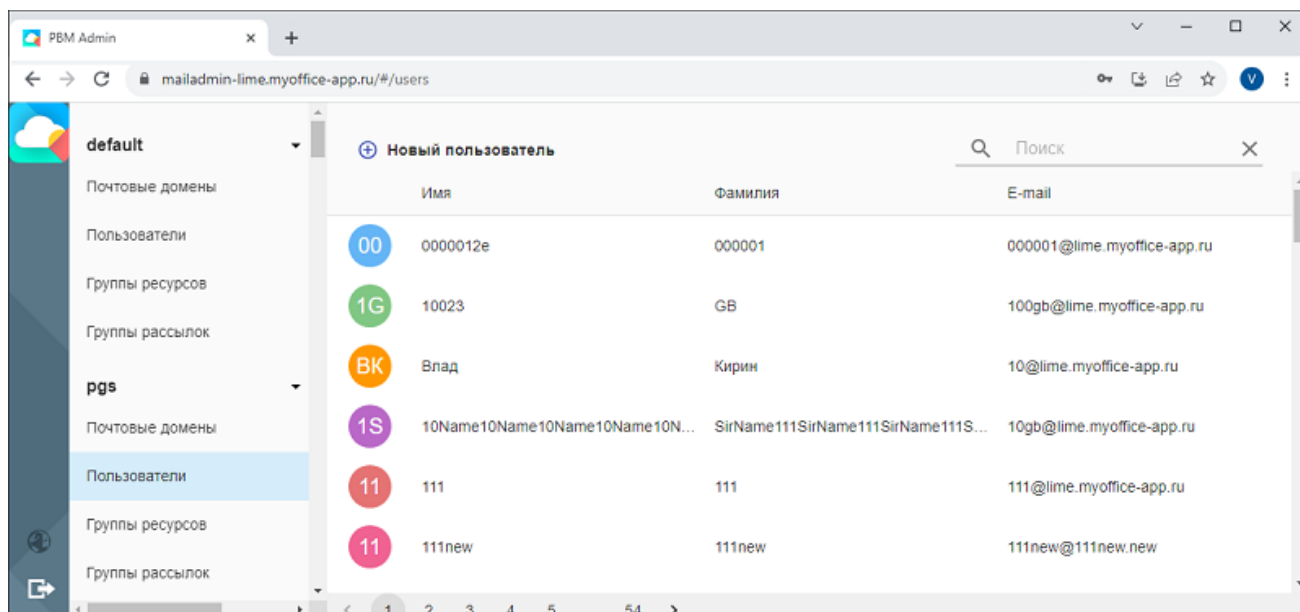 PBM Admin
mailadmin-lime.myoffice-app.ru/#/users
V
default
Почтовые домены
Пользователи
Группы ресурсов
Группы рассылок
pgs
Почтовые домены
Пользователи
Группы ресурсов
Группы рассылок
Новый пользователь Поиск
Имя Фамилия E-mail
00 0000012e 000001 000001@lime.myoffice-app.ru
1G 10023 GB 100gb@lime.myoffice-app.ru
ВК Влад Кирин 10@lime.myoffice-app.ru
1S 10Name10Name10Name10Name10N... SirName111SirName111SirName111S... 10gb@lime.myoffice-app.ru
11 111 111 111@lime.myoffice-app.ru
11 111new 111new 111new@111new.new
1 2 3 4 5 ... 54